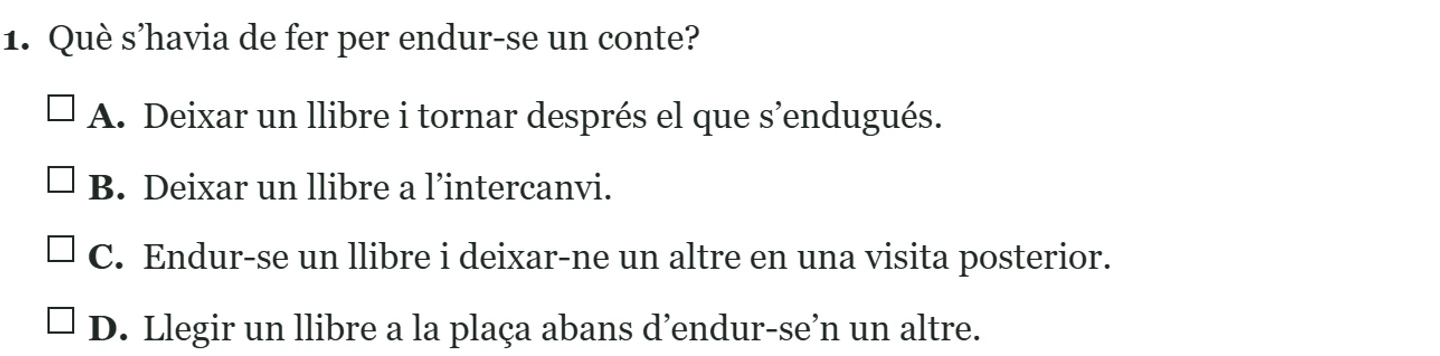 1. Què s’havia de fer per endur-se un conte?
A. Deixar un llibre i tornar després el que s’endugués.
B. Deixar un llibre a l’intercanvi.
C. Endur-se un llibre i deixar-ne un altre en una visita posterior.
D. Llegir un llibre a la plaça abans d’endur-se’n un altre.